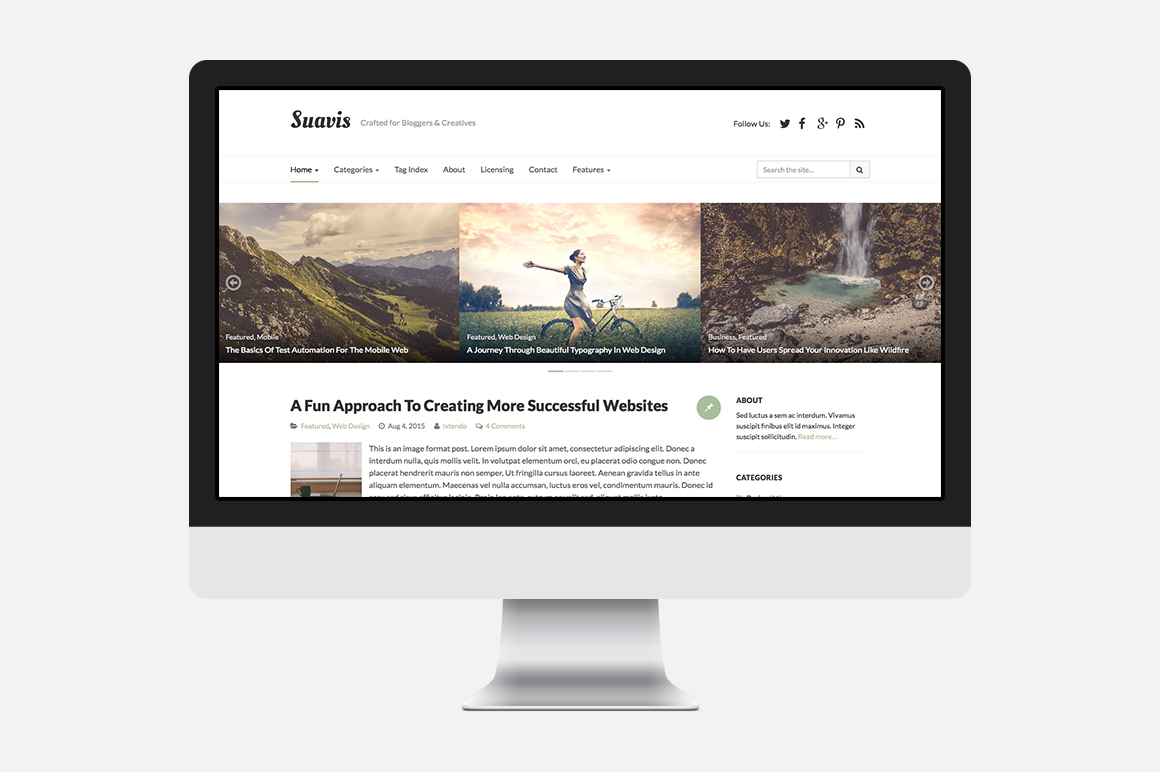 Suavis Crafted for Bloggers & Creatives Follow Us:
Home Categories Tag Index About Licensing Contact Features Search the site...
Featured, Mobile
The Basics Of Test Automation For The Mobile Web
Featured, Web Design
A Journey Through Beautiful Typography In Web Design
Business, Featured
How To Have Users Spread Your Innovation Like Wildfire
A Fun Approach To Creating More Successful Websites
Featured, Web Design Aug 4, 2015 Ixtendo 4 Comments
This is an image format post. Lorem ipsum dolor sit amet, consectetur adipiscing elit. Donec a
interdum nulla, quis mollis velit. In volutpat elementum orci, eu placerat odio congue non. Donec
placerat hendrerit mauris non semper. Ut fringilla cursus laoreet. Aenean gravida tellus in ante
aliquam elementum. Maecenas vel nulla accumsan, luctus eros vel, condimentum mauris. Donec id
ABOUT
Sed luctus a sem ac interdum. Vivamus
suscipit finibus elit id maximus. Integer
suscipit sollicitudin. Read more...
CATEGORIES